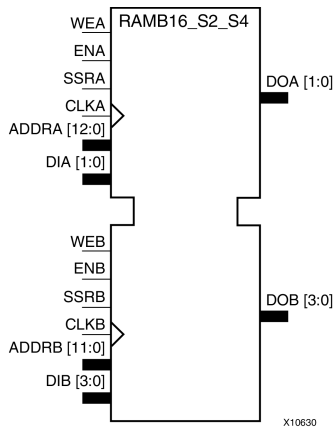 RAMB16_S2_S4
WEA
ENA
SSRA
CLKA
ADDRA [12:0]
DIA [1:0]
DOA [1:0]
WEB
ENB
SSRB
CLKB
ADDRB [11:0]
DIB [3:0]
DOB [3:0]
X10630